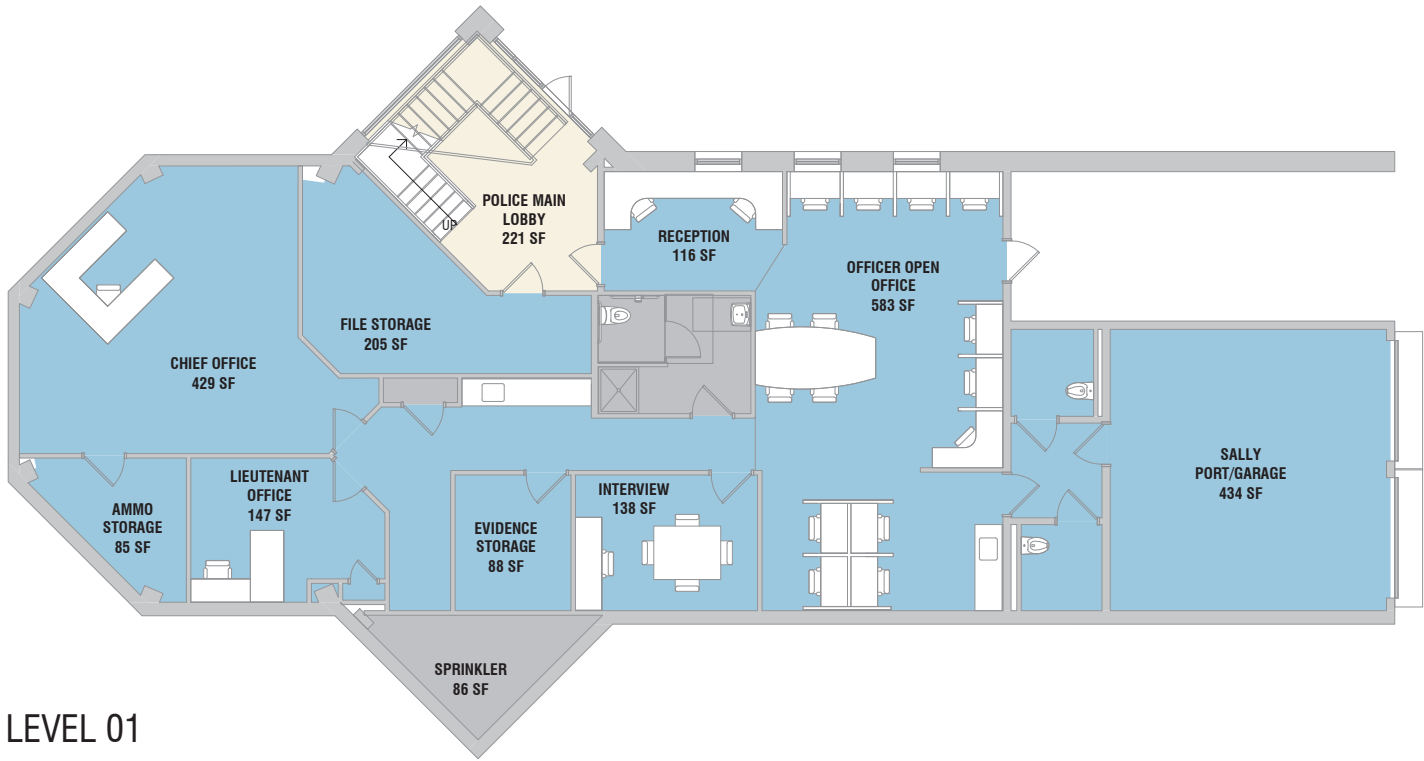 POLICE MAIN
LOBBY
221 SF
UP
RECEPTION
116 SF
OFFICER OPEN
OFFICE
583 SF
FILE STORAGE
205 SF
CHIEF OFFICE
429 SF
SALLY
PORT/GARAGE
434 SF
LIEUTENANT
OFFICE
147 SF
INTERVIEW
138 SF
AMMO
STORAGE
85 SF
EVIDENCE
STORAGE
88 SF
SPRINKLER
86 SF
LEVEL 01